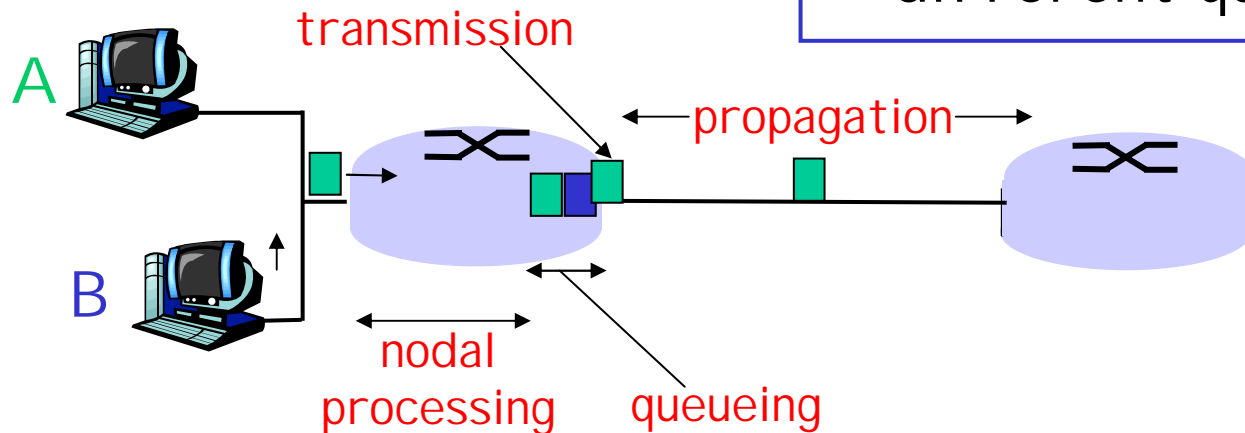 transmission
A
propagation
B
nodal
processing
queueing